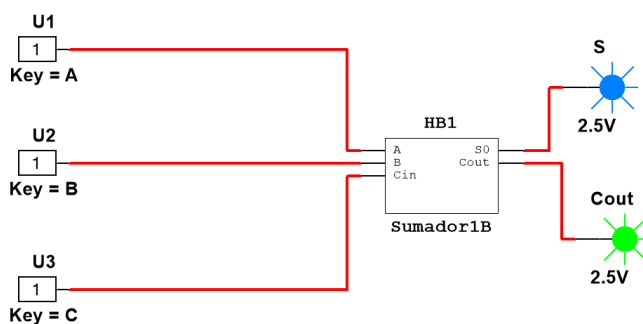 U1
1
Key = A
U2
1
Key = B
U3
1
Key = C
HB1
A S0
B Cout
Cin
Sumador1B
S
2.5V
Cout
2.5V